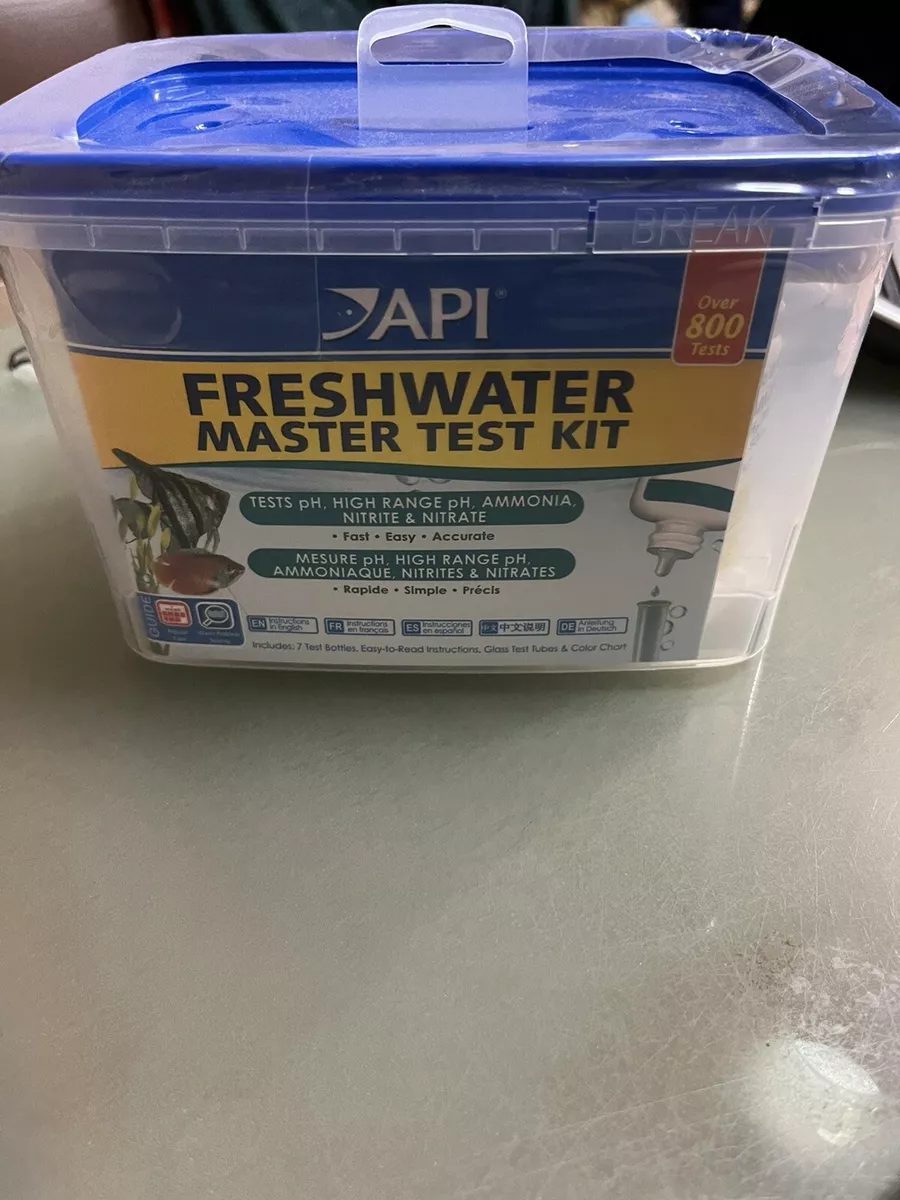 BREAK
API®
Over
800
Tests
FRESHWATER
MASTER TEST KIT
TESTS pH, HIGH RANGE pH, AMMONIA,
NITRITE & NITRATE
• Fast • Easy • Accurate
MESURE pH, HIGH RANGE pH,
AMMONIAQUE, NITRITES & NITRATES
• Rapide • Simple • Précis
GUIDE
EN Instructions
in English
FR Instructions
en français
ES Instrucciones
en español
中文 中文说明
DE Anleitung
in Deutsch
Includes: 7 Test Bottles, Easy-to-Read Instructions, Glass Test Tubes & Color Chart